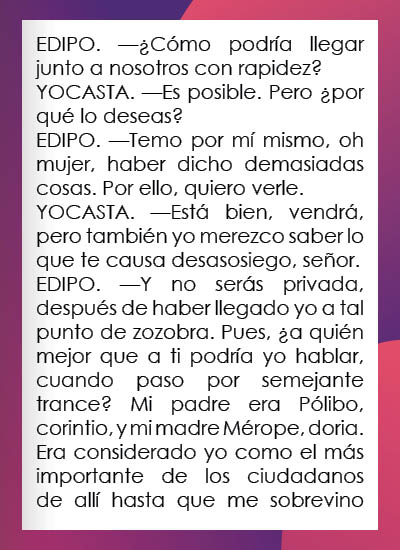 EDIPO. —¿Cómo podría llegar
junto a nosotros con rapidez?
YOCASTA. —Es posible. Pero ¿por
qué lo deseas?
EDIPO. —Temo por mí mismo, oh
mujer, haber dicho demasiadas
cosas. Por ello, quiero verle.
YOCASTA. —Está bien, vendrá,
pero también yo merezco saber lo
que te causa desasosiego, señor.
EDIPO. —Y no serás privada,
después de haber llegado yo a tal
punto de zozobra. Pues, ¿a quién
mejor que a ti podría yo hablar,
cuando paso por semejante
trance? Mi padre era Pólibo,
corintio, y mi madre Mérope, doria.
Era considerado yo como el más
importante de los ciudadanos
de allí hasta que me sobrevino